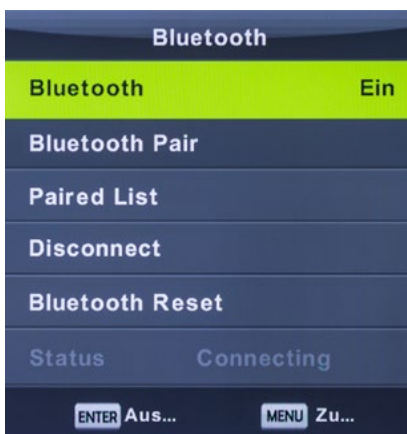 Bluetooth
Bluetooth Ein
Bluetooth Pair
Paired List
Disconnect
Bluetooth Reset
Status Connecting
ENTER Aus... MENU Zu...